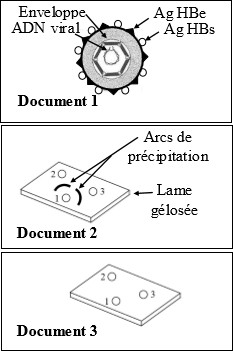 Enveloppe
ADN viral
Ag HBe
Ag HBs
Document 1
Arcs de
précipitation
2
1
3
Lame
gélosée
Document 2
2
1
3
Document 3